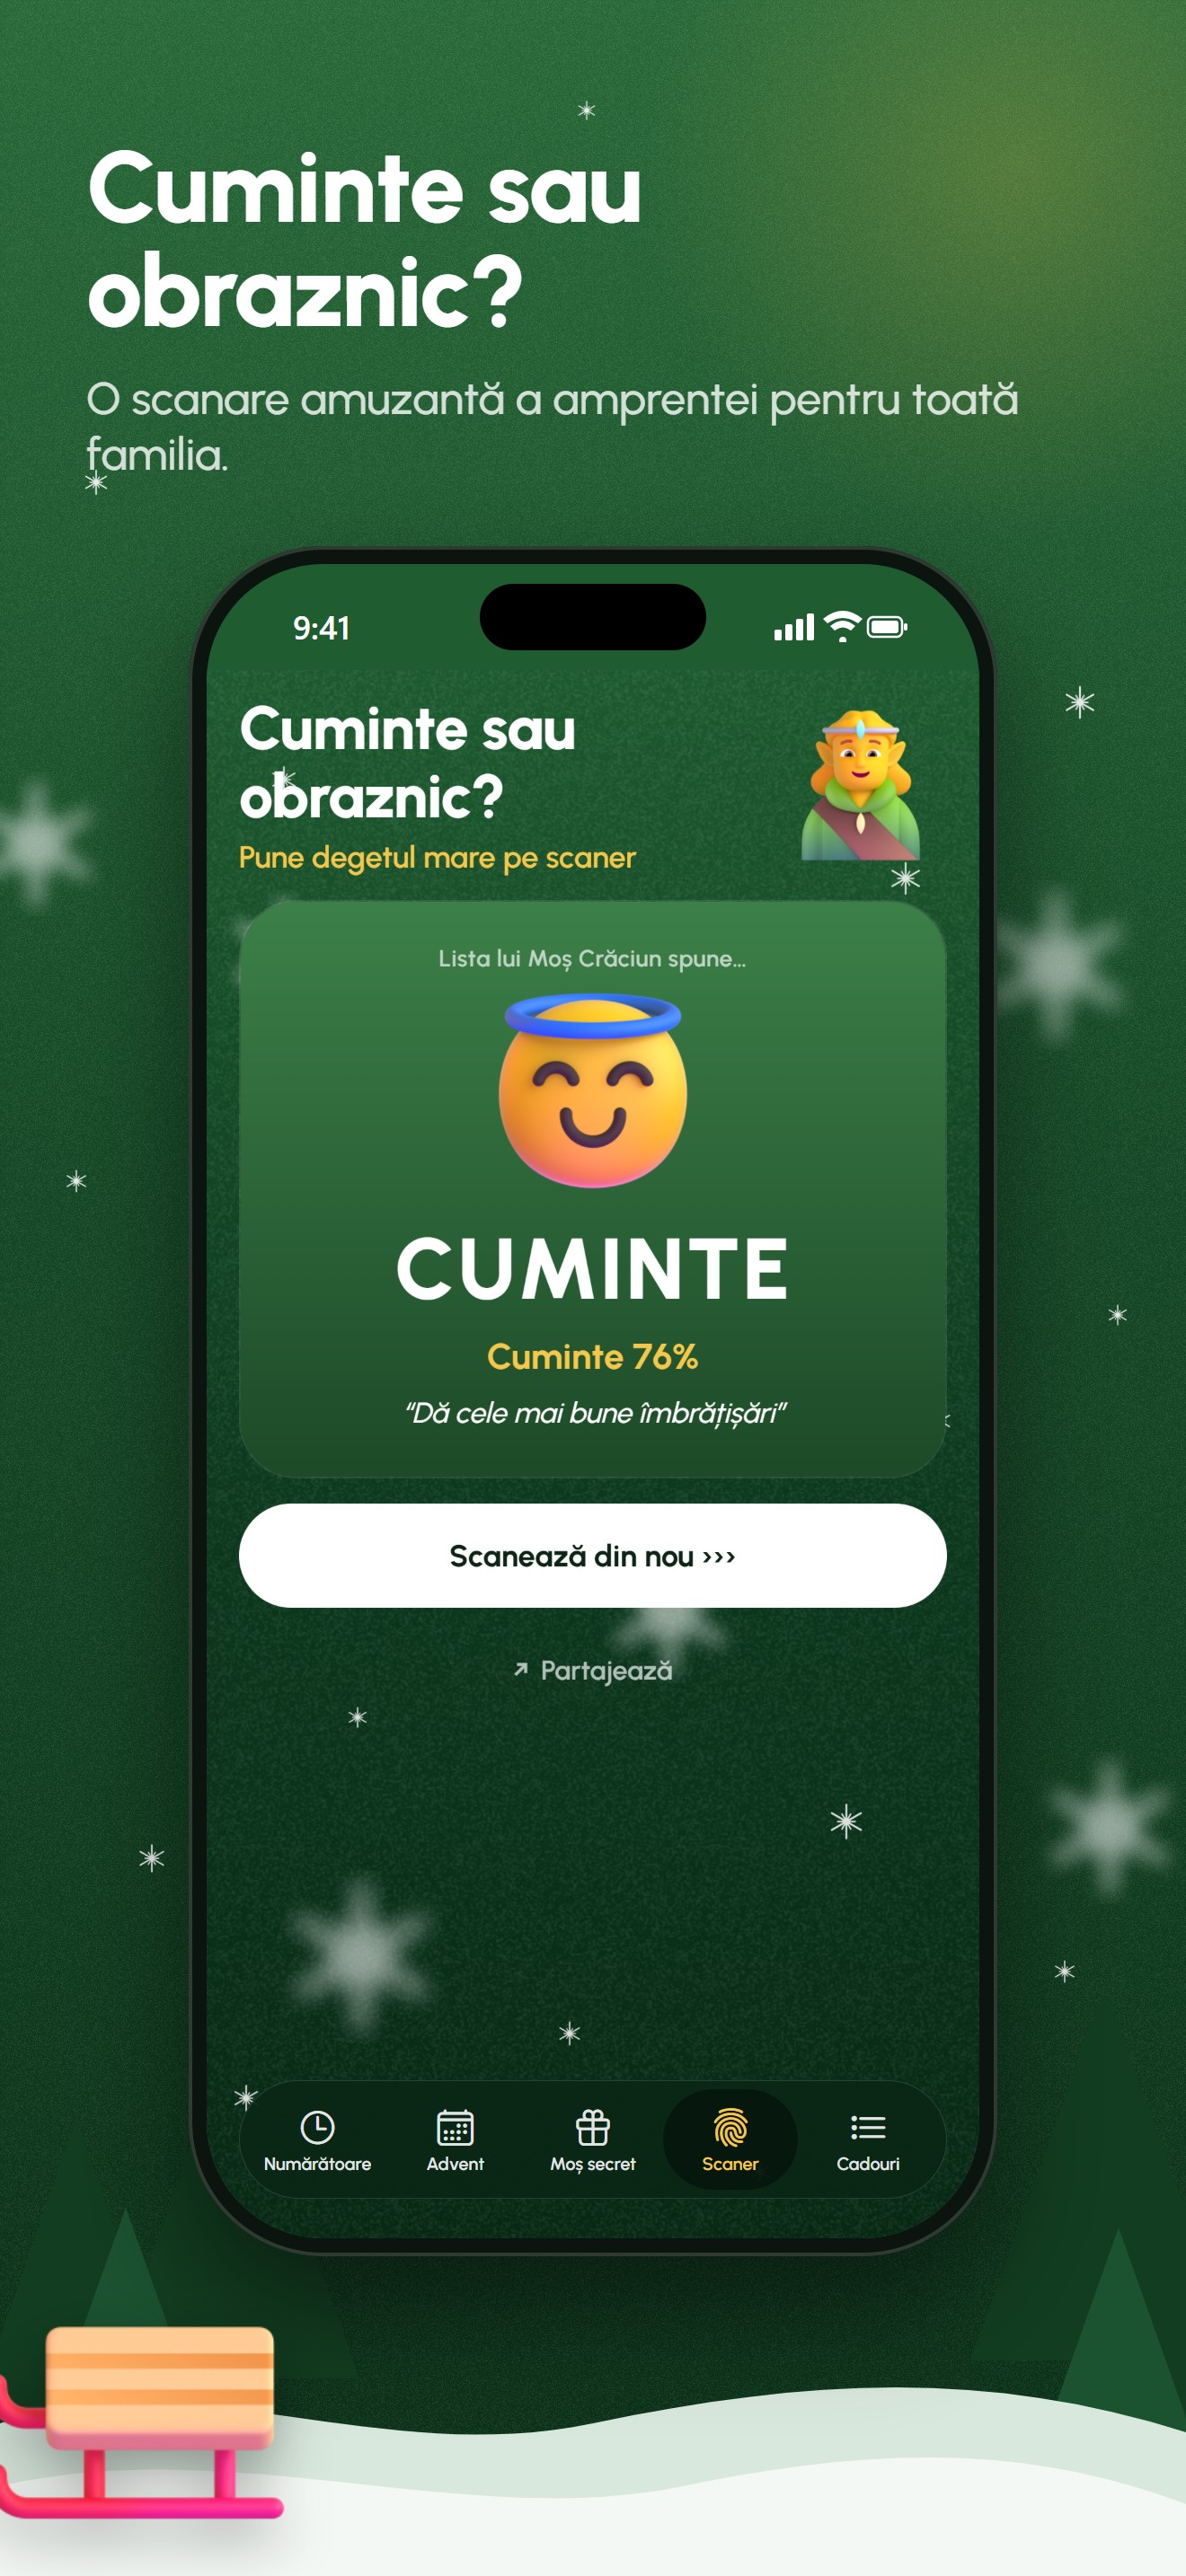 Cuminte sau
obraznic?
O scanare amuzantă a amprentei pentru toată
familia.
9:41
Cuminte sau
obraznic?
Pune degetul mare pe scaner
Lista lui Moș Crăciun spune...
CUMINTE
Cuminte 76%
“Dă cele mai bune îmbrățișări”
Scanează din nou ›››
↗ Partajează
Numărătoare
Advent
Moș secret
Scaner
Cadouri